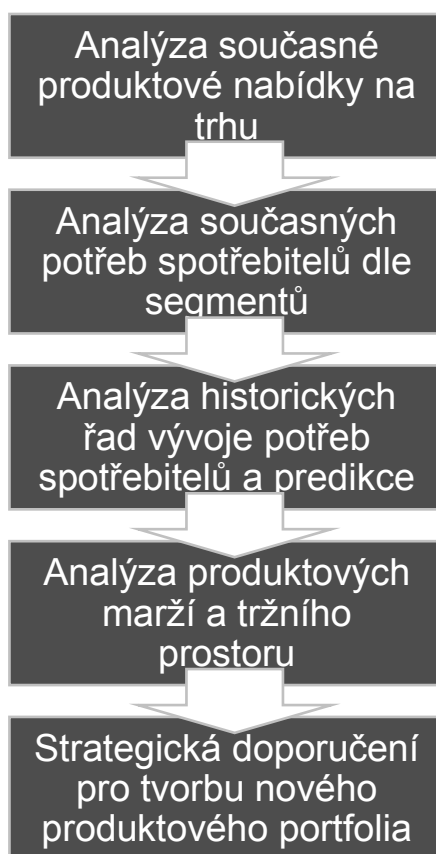 Analýza současné
produktové nabídky na
trhu
Analýza současných
potřeb spotřebitelů dle
segmentů
Analýza historických
řad vývoje potřeb
spotřebitelů a predikce
Analýza produktových
marží a tržního
prostoru
Strategická doporučení
pro tvorbu nového
produktového portfolia